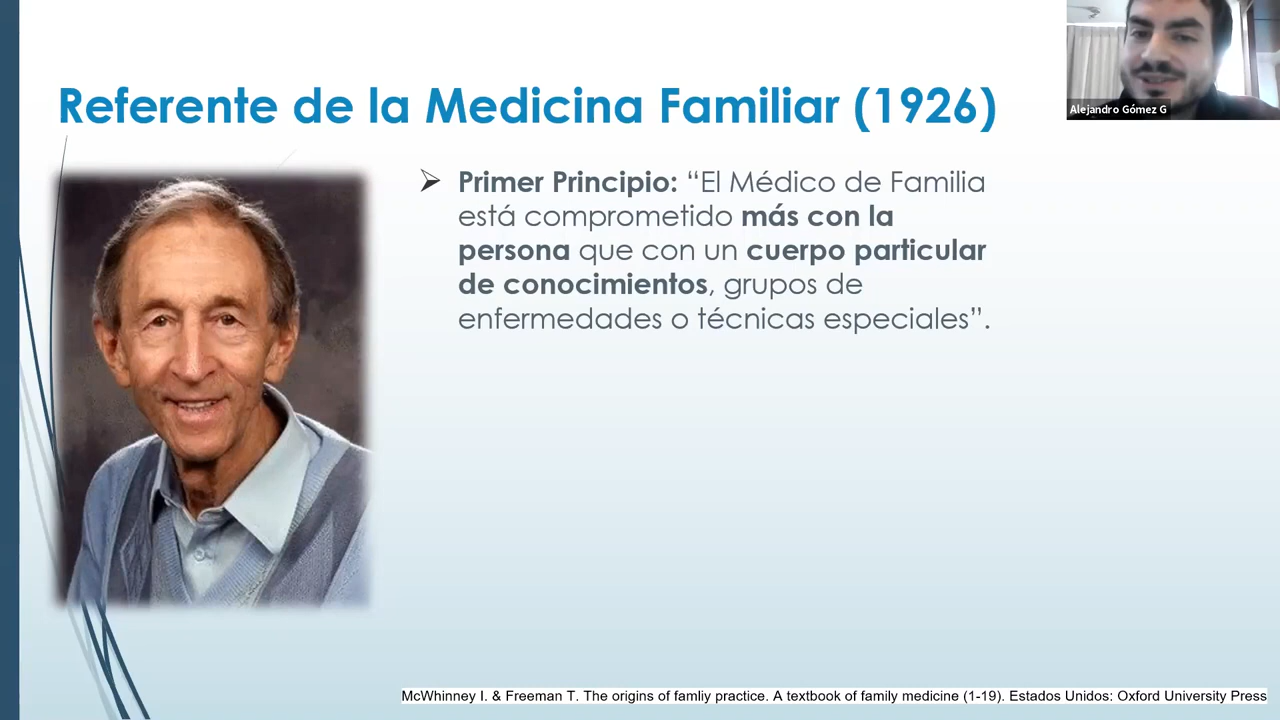 Alejandro Gómez G
Referente de la Medicina Familiar (1926)
Primer Principio: “El Médico de Familia
está comprometido más con la
persona que con un cuerpo particular
de conocimientos, grupos de
enfermedades o técnicas especiales”.
McWhinney I. & Freeman T. The origins of famliy practice. A textbook of family medicine (1-19). Estados Unidos: Oxford University Press